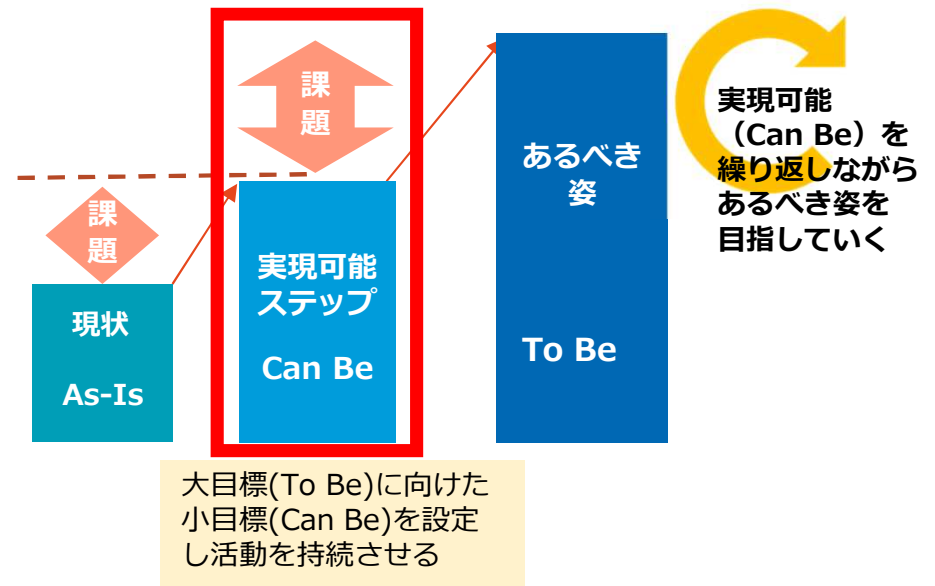 課
題
現状
As-Is
課
題
実現可能
ステップ
Can Be
あるべき
姿
To Be
実現可能
（Can Be）を
繰り返しながら
あるべき姿を
目指していく
大目標(To Be)に向けた
小目標(Can Be)を設定
し活動を持続させる